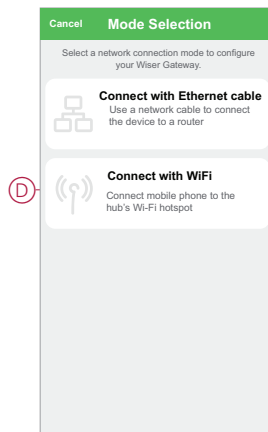 Cancel Mode Selection
Select a network connection mode to configure
your Wiser Gateway.
Connect with Ethernet cable
Use a network cable to connect
the device to a router
D
Connect with WiFi
Connect mobile phone to the
hub's Wi-Fi hotspot